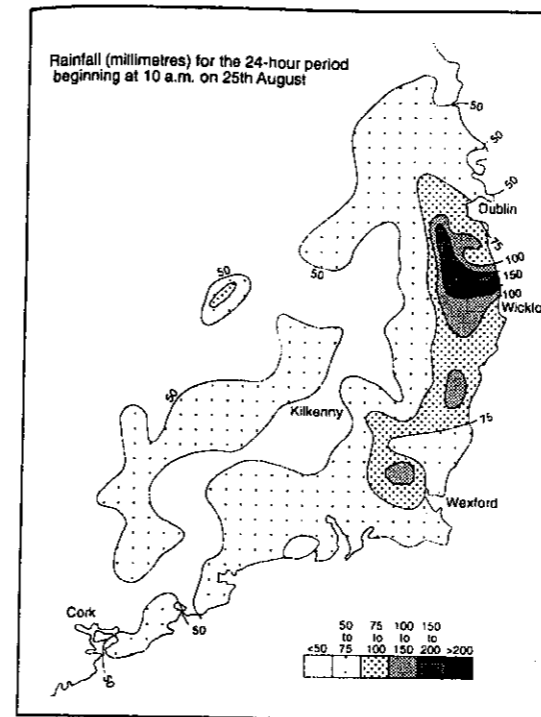 Rainfall (millimetres) for the 24-hour period
beginning at 10 a.m. on 25th August
50
50
50
Dublin
75
50
100
50
150
100
Wicklo
50
75
Kilkenny
Wexford
Cork
50
50
50 75 100 150
to to to to
<50 75 100 150 200 >200